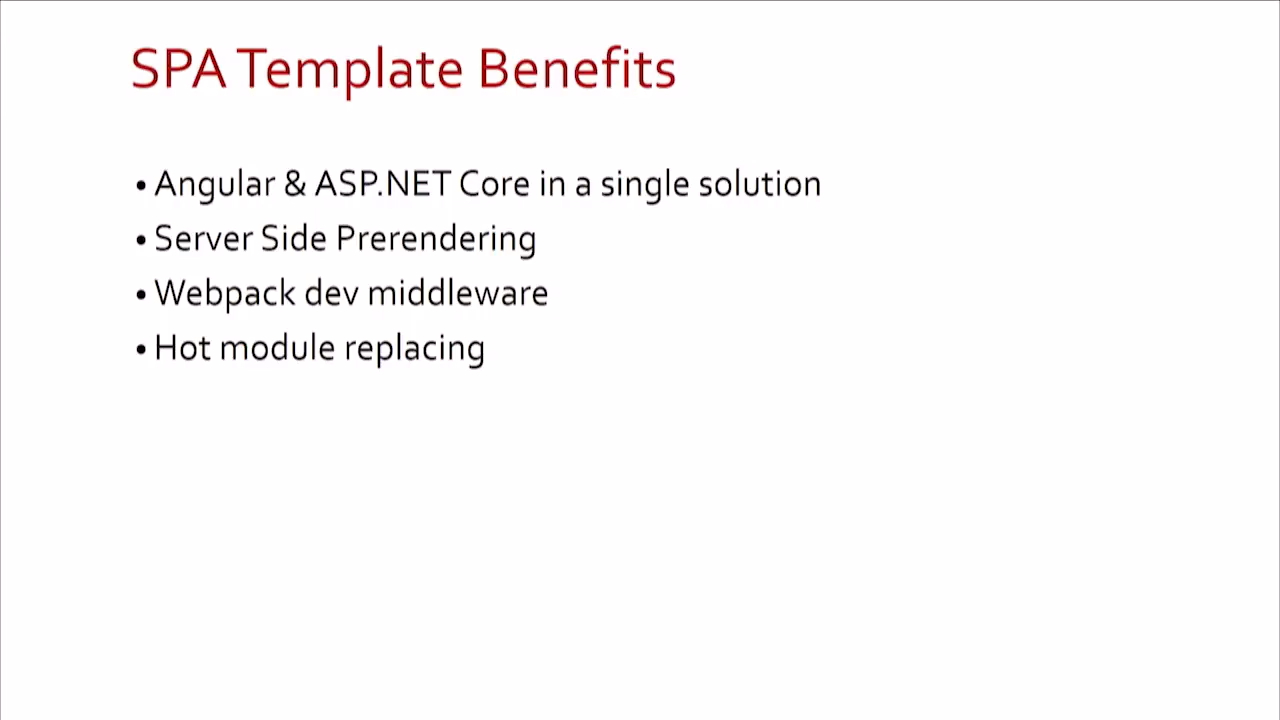 SPA Template Benefits
• Angular & ASP.NET Core in a single solution
• Server Side Prerendering
• Webpack dev middleware
• Hot module replacing